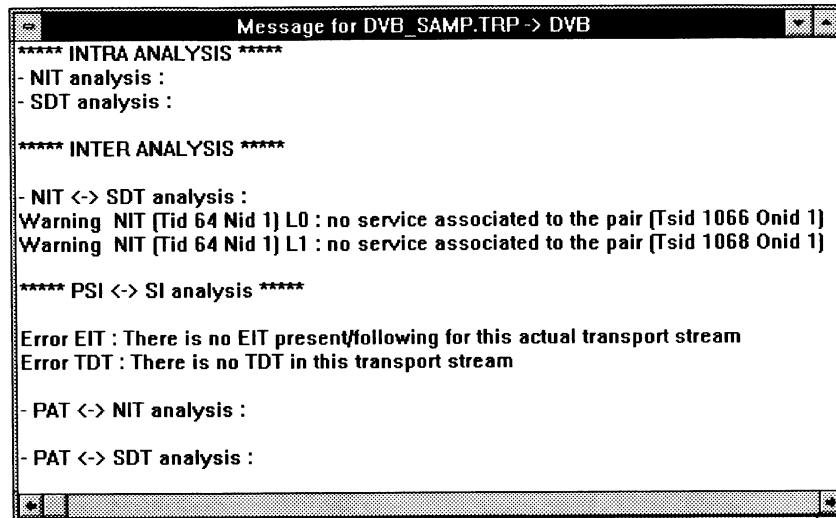 Message for DVB_SAMP.TRP -> DVB
***** INTRA ANALYSIS *****
- NIT analysis :
- SDT analysis :
***** INTER ANALYSIS *****
- NIT <-> SDT analysis :
Warning NIT (Tid 64 Nid 1) L0 : no service associated to the pair (Tsid 1066 Onid 1)
Warning NIT (Tid 64 Nid 1) L1 : no service associated to the pair (Tsid 1068 Onid 1)
***** PSI <-> SI analysis *****
Error EIT : There is no EIT present/following for this actual transport stream
Error TDT : There is no TDT in this transport stream
- PAT <-> NIT analysis :
- PAT <-> SDT analysis :